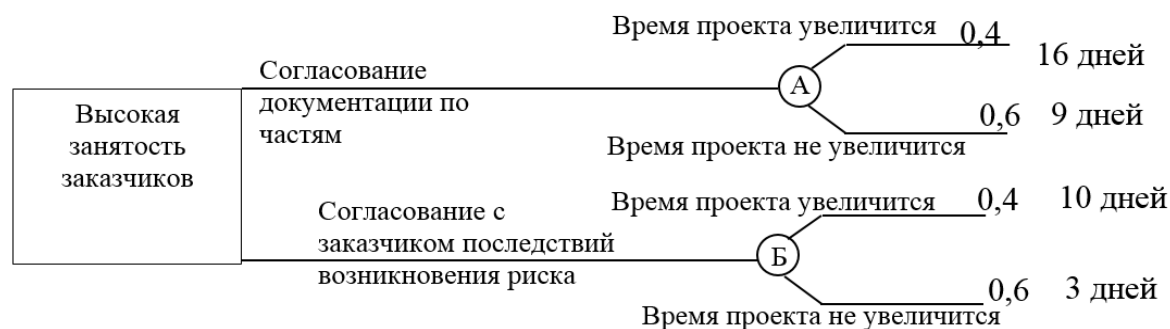 Время проекта увеличится 0,4
16 дней
Согласование
документации по
частям
А
Высокая
занятость
заказчиков
0,6 9 дней
Время проекта не увеличится
Время проекта увеличится 0,4 10 дней
Согласование с
заказчиком последствий
возникновения риска
Б
0,6 3 дней
Время проекта не увеличится